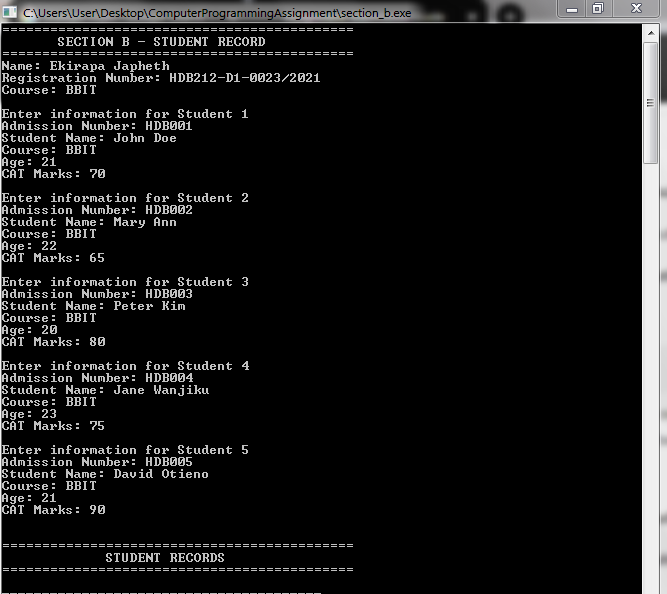 C:\Users\User\Desktop\ComputerProgrammingAssignment\section_b.exe
============================================
SECTION B - STUDENT RECORD
============================================
Name: Ekirapa Japheth
Registration Number: HDB212-D1-0023/2021
Course: BBIT
Enter information for Student 1
Admission Number: HDB001
Student Name: John Doe
Course: BBIT
Age: 21
CAT Marks: 70
Enter information for Student 2
Admission Number: HDB002
Student Name: Mary Ann
Course: BBIT
Age: 22
CAT Marks: 65
Enter information for Student 3
Admission Number: HDB003
Student Name: Peter Kim
Course: BBIT
Age: 20
CAT Marks: 80
Enter information for Student 4
Admission Number: HDB004
Student Name: Jane Wanjiku
Course: BBIT
Age: 23
CAT Marks: 75
Enter information for Student 5
Admission Number: HDB005
Student Name: David Otieno
Course: BBIT
Age: 21
CAT Marks: 90
============================================
STUDENT RECORDS
============================================
----------------------------------------